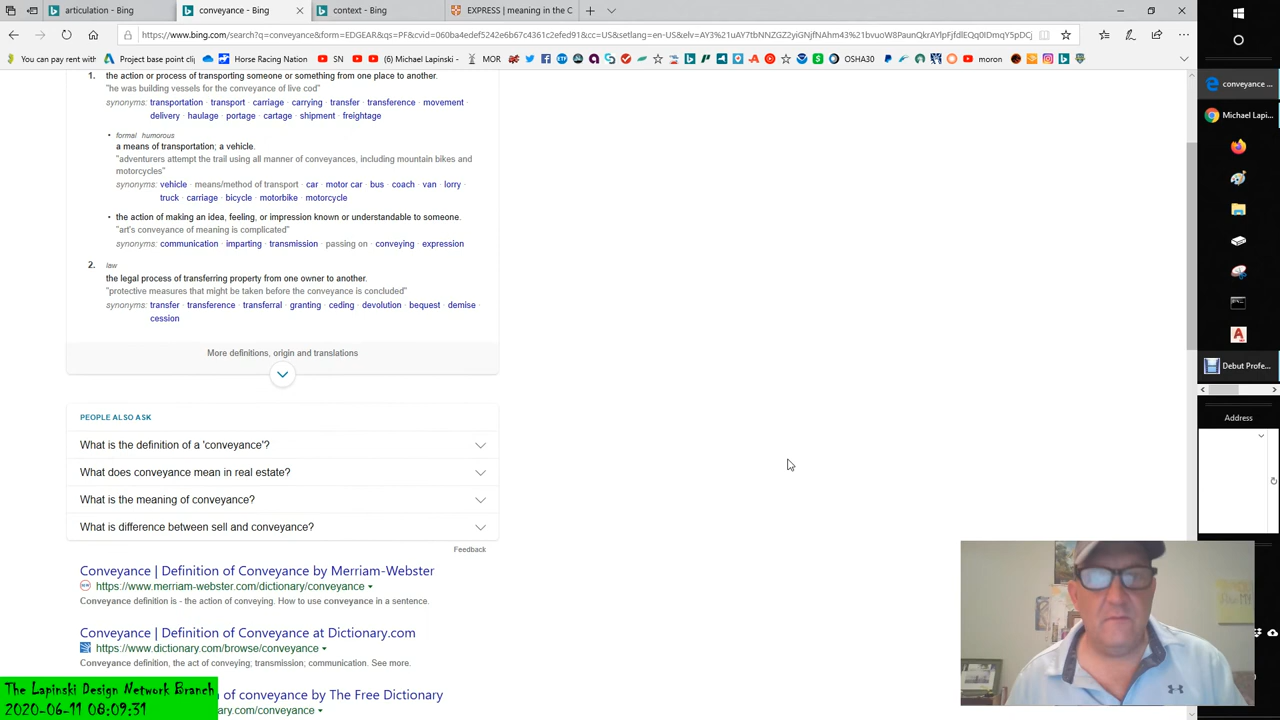 articulation - Bing
conveyance - Bing
context - Bing
EXPRESS | meaning in the C
https://www.bing.com/search?q=conveyance&form=EDGEAR&qs=PF&cvid=060ba4edef5242e6b67c4361c2efed91&cc=US&setlang=en-US&elv=AY3%21uAY7tbNNZGZ2yiGNjfNAhm43%21bvuoW8PaunQkrAYlpFjfdlEQq0IDmqY5pDCj
You can pay rent wit
Project base point clip
Horse Racing Nation
SN
(6) Michael Lapinski -
MOR
OSHA30
moron
conveyance ...
Michael Lapi...
1. the action or process of transporting someone or something from one place to another.
"he was building vessels for the conveyance of live cod"
synonyms: transportation · transport · carriage · carrying · transfer · transference · movement ·
delivery · haulage · portage · cartage · shipment · freightage
• formal humorous
a means of transportation; a vehicle.
"adventurers attempt the trail using all manner of conveyances, including mountain bikes and
motorcycles"
synonyms: vehicle · means/method of transport · car · motor car · bus · coach · van · lorry ·
truck · carriage · bicycle · motorbike · motorcycle
• the action of making an idea, feeling, or impression known or understandable to someone.
"art's conveyance of meaning is complicated"
synonyms: communication · imparting · transmission · passing on · conveying · expression
2. law
the legal process of transferring property from one owner to another.
"protective measures that might be taken before the conveyance is concluded"
synonyms: transfer · transference · transferral · granting · ceding · devolution · bequest · demise ·
cession
More definitions, origin and translations
Debut Profe...
Address
PEOPLE ALSO ASK
What is the definition of a 'conveyance'?
What does conveyance mean in real estate?
What is the meaning of conveyance?
What is difference between sell and conveyance?
Feedback
Conveyance | Definition of Conveyance by Merriam-Webster
https://www.merriam-webster.com/dictionary/conveyance
Conveyance definition is - the action of conveying. How to use conveyance in a sentence.
Conveyance | Definition of Conveyance at Dictionary.com
https://www.dictionary.com/browse/conveyance
Conveyance definition, the act of conveying; transmission; communication. See more.
of conveyance by The Free Dictionary
ary.com/conveyance
The Lapinski Design Network Branch
2020-06-11 08:09:31